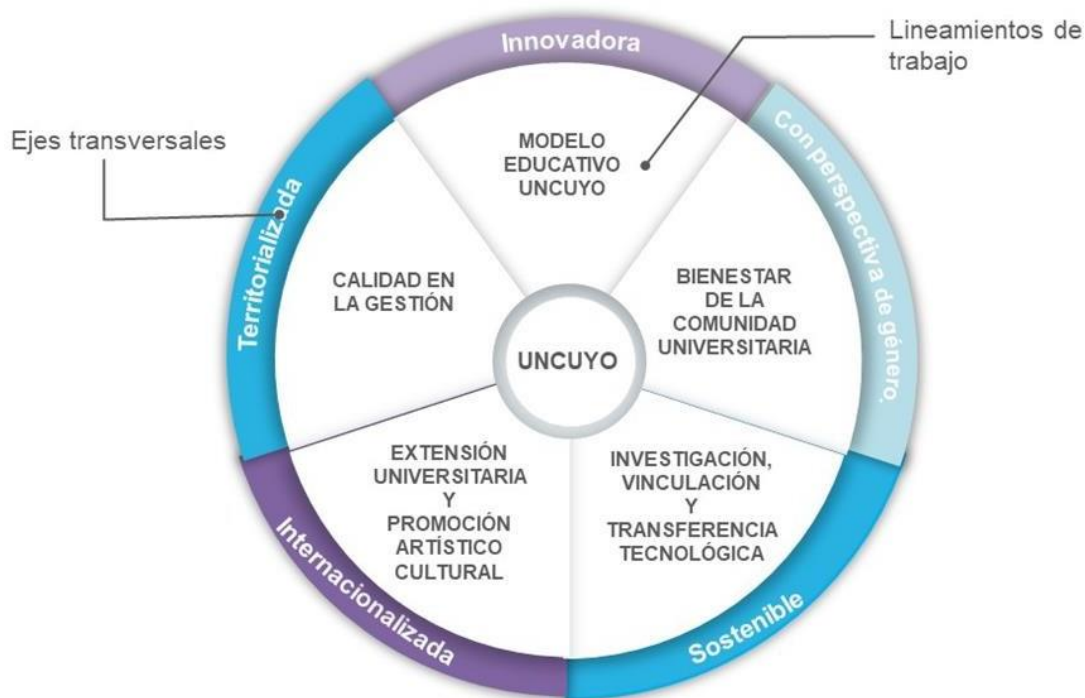 Innovadora
Lineamientos de
trabajo
Ejes transversales
Territorializada
Con perspectiva de género.
MODELO
EDUCATIVO
UNCUYO
CALIDAD EN
LA GESTIÓN
BIENESTAR
DE LA
COMUNIDAD
UNIVERSITARIA
UNCUYO
EXTENSIÓN
UNIVERSITARIA
Y
PROMOCIÓN
ARTÍSTICO
CULTURAL
INVESTIGACIÓN,
VINCULACIÓN
Y
TRANSFERENCIA
TECNOLÓGICA
Internacionalizada
Sostenible